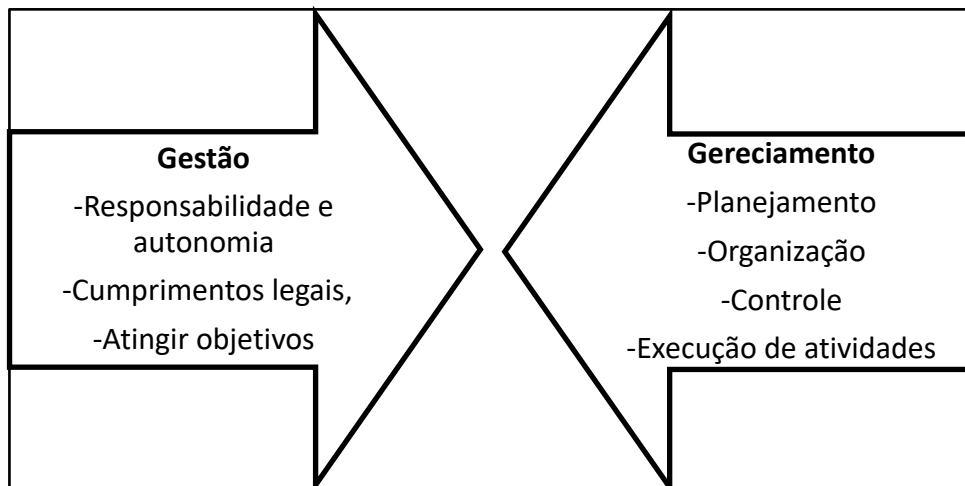 Gestão
-Responsabilidade e
autonomia
-Cumprimentos legais,
-Atingir objetivos
Gereciamento
-Planejamento
-Organização
-Controle
-Execução de atividades